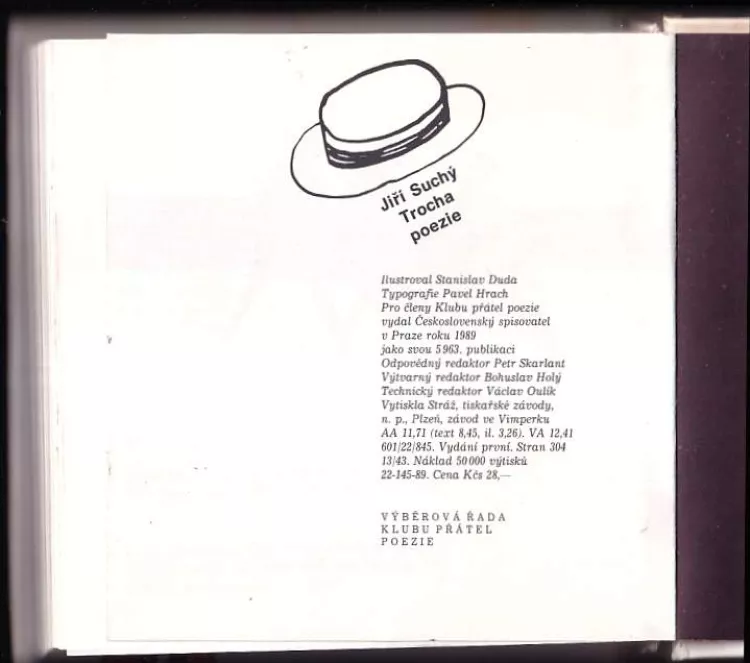 Jiří Suchý
Trocha
poezie
Ilustroval Stanislav Duda
Typografie Pavel Hrach
Pro členy Klubu přátel poezie
vydal Československý spisovatel
v Praze roku 1989
jako svou 5963. publikaci
Odpovědný redaktor Petr Skarlant
Výtvarný redaktor Bohuslav Holý
Technický redaktor Václav Oulík
Vytiskla Stráž, tiskařské závody,
n. p., Plzeň, závod ve Vimperku
AA 11,71 (text 8,45, il. 3,26). VA 12,41
601/22/845. Vydání první. Stran 304
13/43. Náklad 50 000 výtisků
22-145-89. Cena Kčs 28,—
VÝBĚROVÁ ŘADA
KLUBU PŘÁTEL
POEZIE